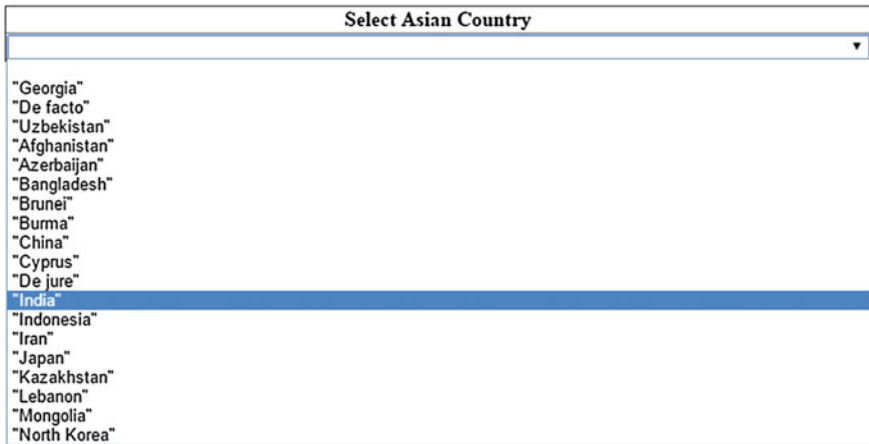 Select Asian Country
"Georgia"
"De facto"
"Uzbekistan"
"Afghanistan"
"Azerbaijan"
"Bangladesh"
"Brunei"
"Burma"
"China"
"Cyprus"
"De jure"
"India"
"Indonesia"
"Iran"
"Japan"
"Kazakhstan"
"Lebanon"
"Mongolia"
"North Korea"